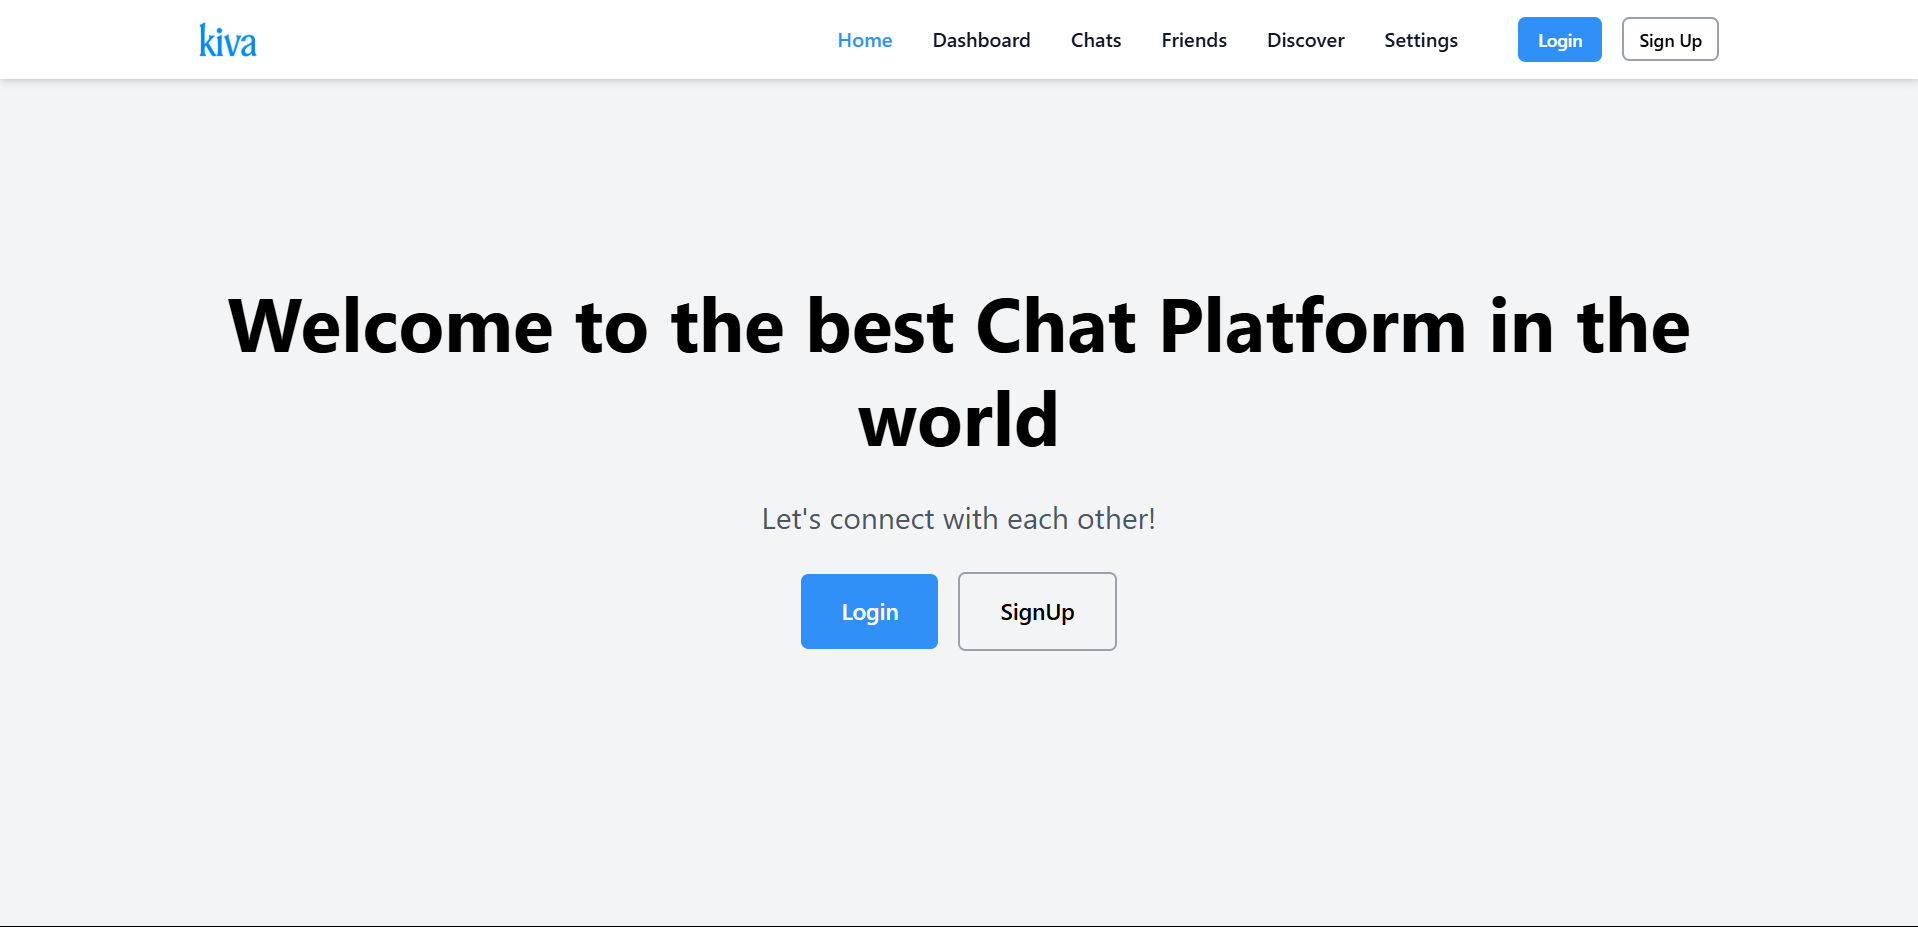 kiva
Home Dashboard Chats Friends Discover Settings Login Sign Up
Welcome to the best Chat Platform in the
world
Let's connect with each other!
Login SignUp